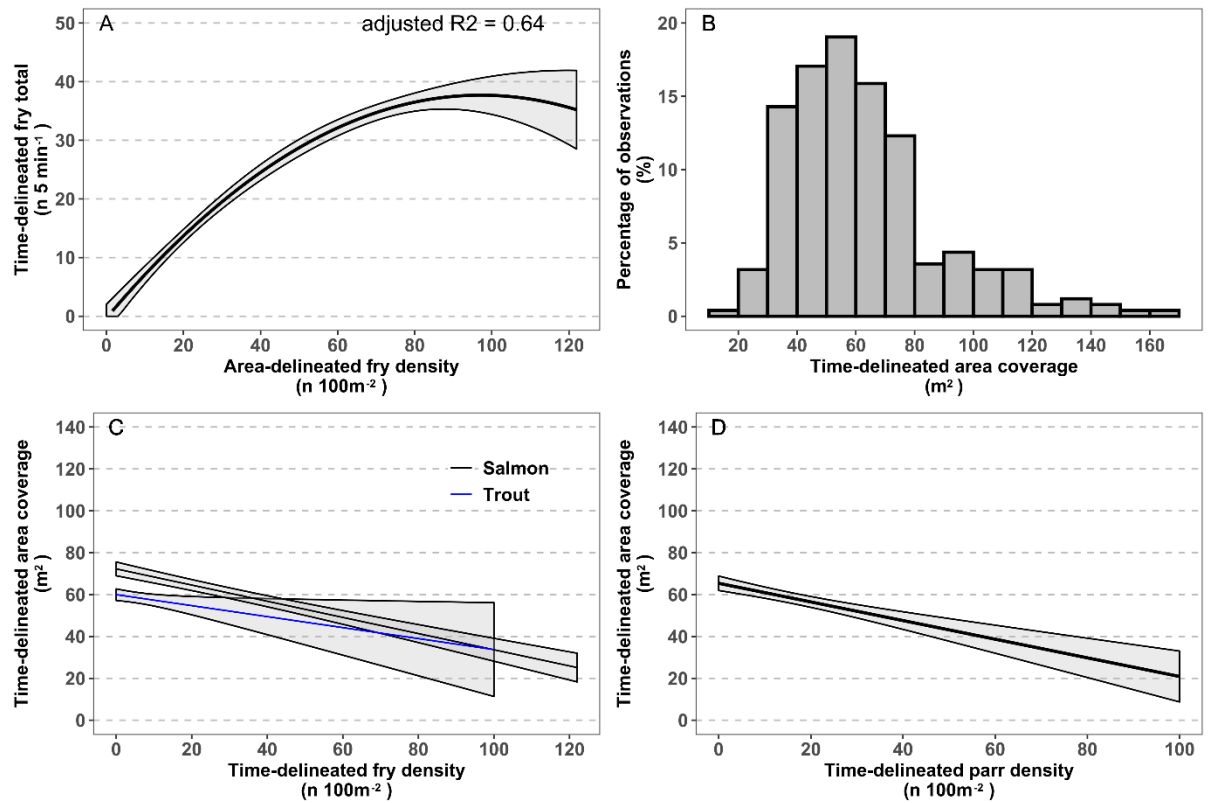 A
adjusted R2 = 0.64
50
40
30
20
10
0
Time-delineated fry total
(n 5 min⁻¹)
0 20 40 60 80 100 120
Area-delineated fry density
(n 100m⁻²)
B
20
15
10
5
0
Percentage of observations
(%)
20 40 60 80 100 120 140 160
Time-delineated area coverage
(m²)
C
Salmon
Trout
140
120
100
80
60
40
20
0
Time-delineated area coverage
(m²)
0 20 40 60 80 100 120
Time-delineated fry density
(n 100m⁻²)
D
140
120
100
80
60
40
20
0
Time-delineated area coverage
(m²)
0 20 40 60 80 100
Time-delineated parr density
(n 100m⁻²)